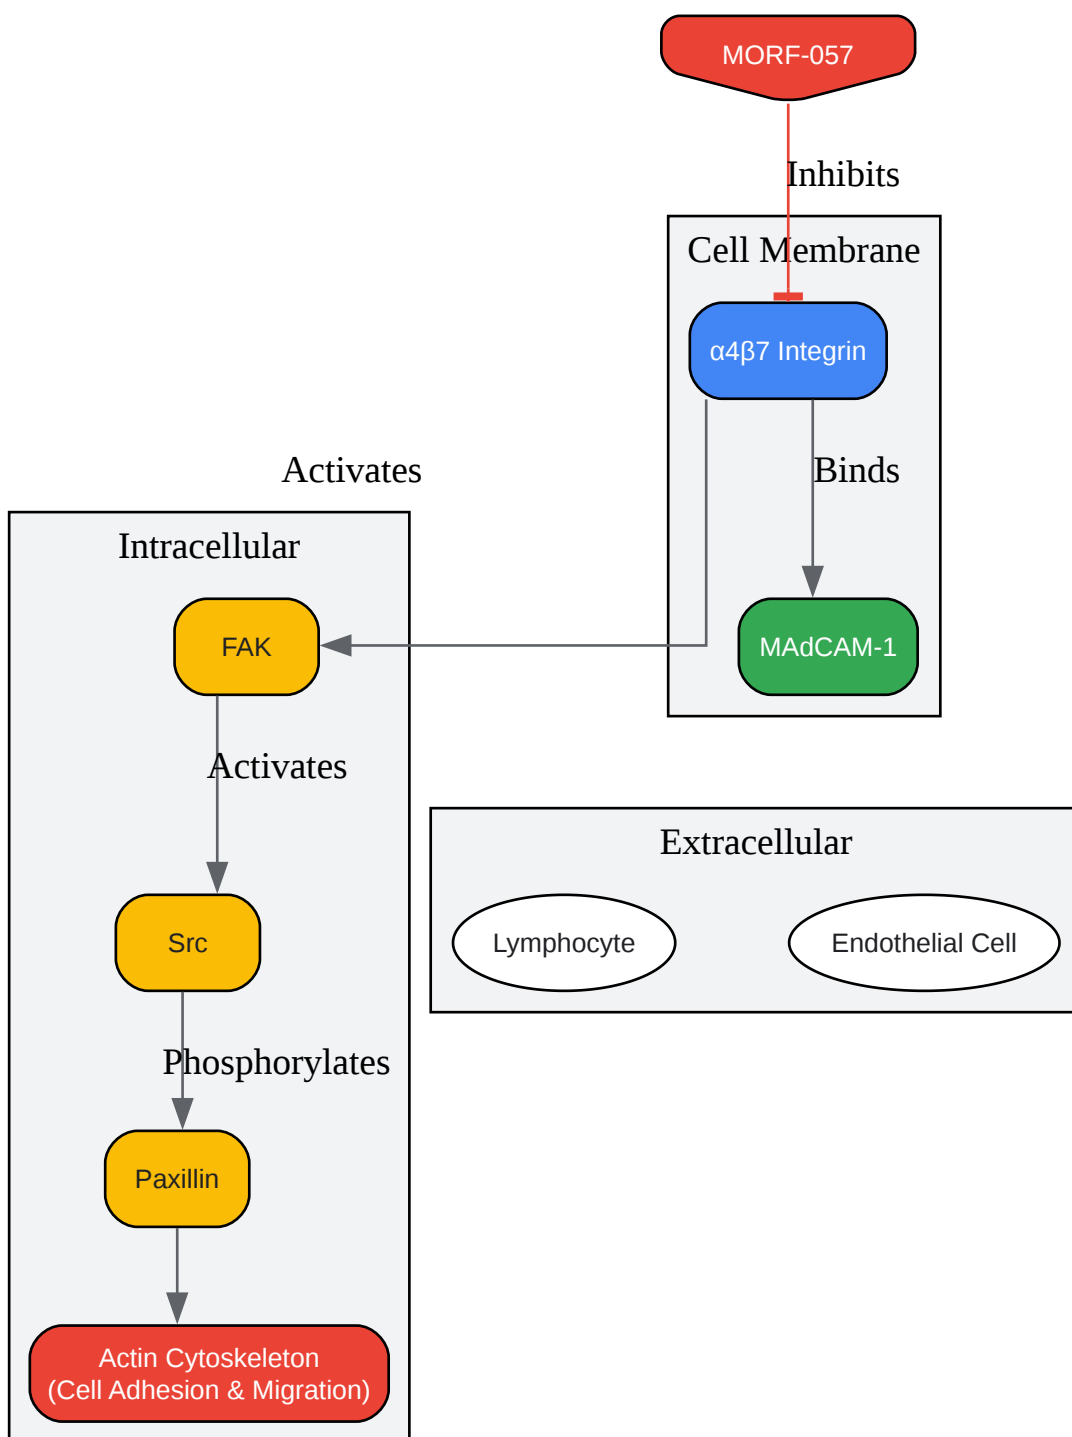 MORF-057
Inhibits
Cell Membrane
α4β7 Integrin
Activates
Binds
Intracellular
FAK
MAdCAM-1
Activates
Extracellular
Src
Lymphocyte
Endothelial Cell
Phosphorylates
Paxillin
Actin Cytoskeleton
(Cell Adhesion & Migration)